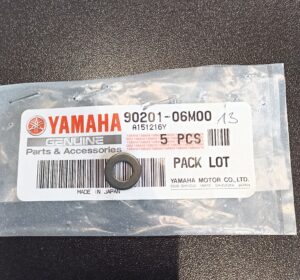 YAMAHA 90201-06M00 13
A151216Y
GENUINE 5 PCS
Parts & Accessories
PACK LOT
MADE IN JAPAN
YAMAHA MOTOR CO.,LTD.